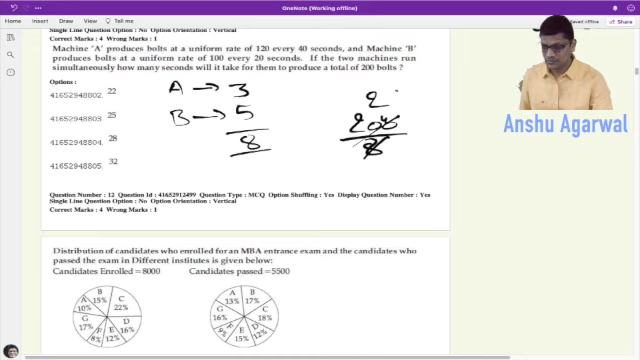 OneNote (Working offline)
Insert
Draw
View
Tell me
Share
Single Line Question Option : No Option Orientation : Vertical
Correct Marks : 4 Wrong Marks : 1
Machine 'A' produces bolts at a uniform rate of 120 every 40 seconds, and Machine 'B'
produces bolts at a uniform rate of 100 every 20 seconds. If the two machines run
simultaneously how many seconds will it take for them to produce a total of 200 bolts ?
Options :
41652948802. 22
41652948803. 25
41652948804. 28
41652948805. 32
A → 3
B → 5
8
2
200
8
Anshu Agarwal
Question Number : 12 Question Id : 41652912499 Question Type : MCQ Option Shuffling : Yes Display Question Number : Yes
Single Line Question Option : No Option Orientation : Vertical
Correct Marks : 4 Wrong Marks : 1
Distribution of candidates who enrolled for an MBA entrance exam and the candidates who
passed the exam in Different institutes is given below:
Candidates Enrolled = 8000 Candidates passed = 5500
A 10%
B 15%
C 22%
D 16%
E 12%
F 8%
G 17%
A 13%
B 17%
C 18%
D 12%
E 15%
F 9%
G 16%